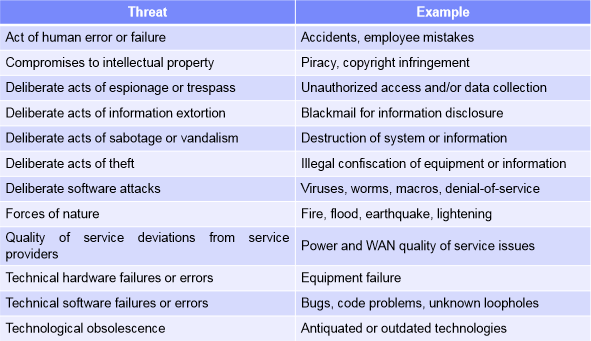 Threat Example
Act of human error or failure Accidents, employee mistakes
Compromises to intellectual property Piracy, copyright infringement
Deliberate acts of espionage or trespass Unauthorized access and/or data collection
Deliberate acts of information extortion Blackmail for information disclosure
Deliberate acts of sabotage or vandalism Destruction of system or information
Deliberate acts of theft Illegal confiscation of equipment or information
Deliberate software attacks Viruses, worms, macros, denial-of-service
Forces of nature Fire, flood, earthquake, lightening
Quality of service deviations from service
providers Power and WAN quality of service issues
Technical hardware failures or errors Equipment failure
Technical software failures or errors Bugs, code problems, unknown loopholes
Technological obsolescence Antiquated or outdated technologies